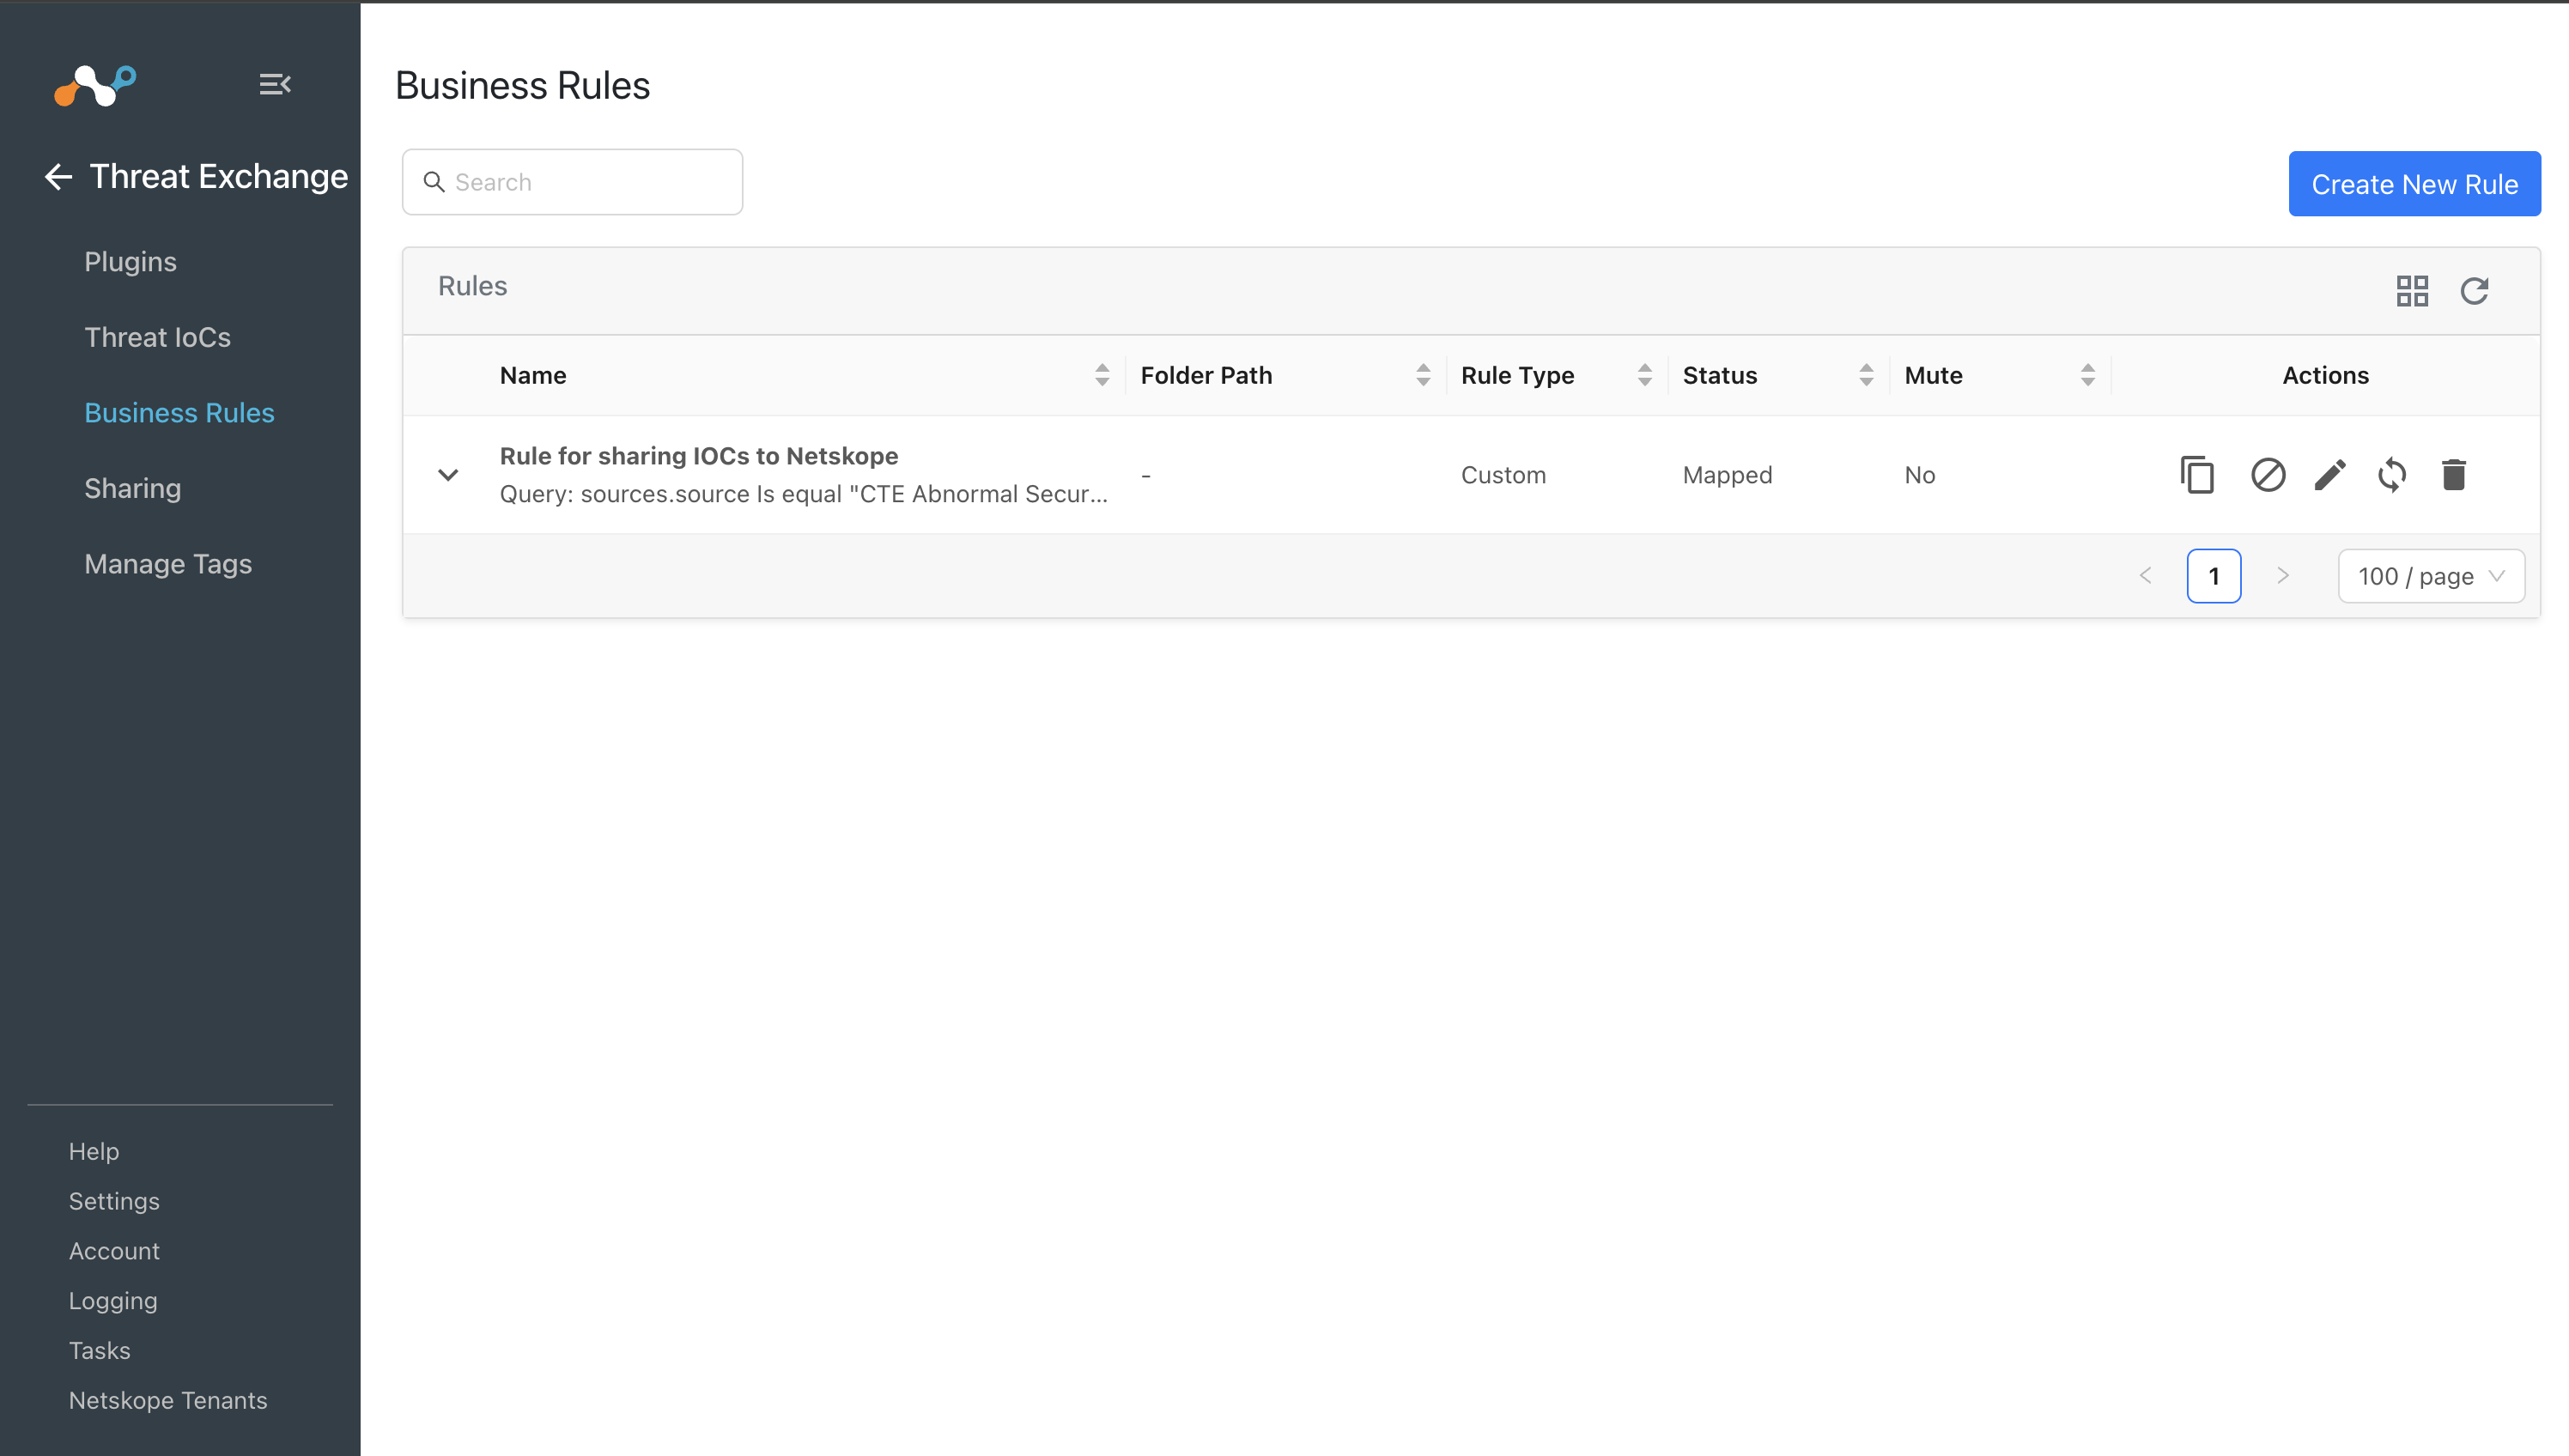 Business Rules
Threat Exchange
Search
Create New Rule
Plugins
Threat IoCs
Business Rules
Sharing
Manage Tags
Rules
Name
Folder Path
Rule Type
Status
Mute
Actions
Rule for sharing IOCs to Netskope
Query: sources.source Is equal "CTE Abnormal Secur...
-
Custom
Mapped
No
1
100 / page
Help
Settings
Account
Logging
Tasks
Netskope Tenants